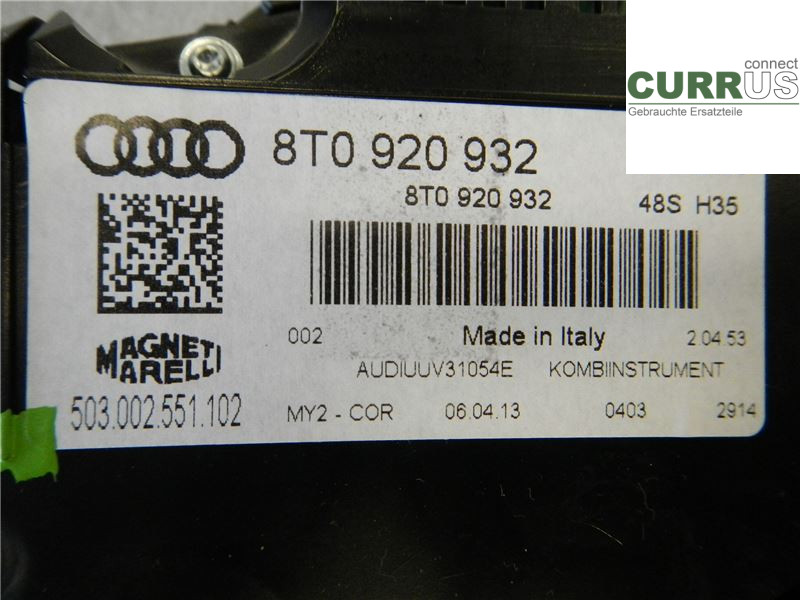 connect
CURRUS
Gebrauchte Ersatzteile
8T0 920 932
8T0 920 932 48S H35
002 Made in Italy 2.04.53
MAGNETI
MARELLI
AUDIUUV31054E KOMBIINSTRUMENT
503.002.551.102
MY2 - COR 06.04.13 0403 2914